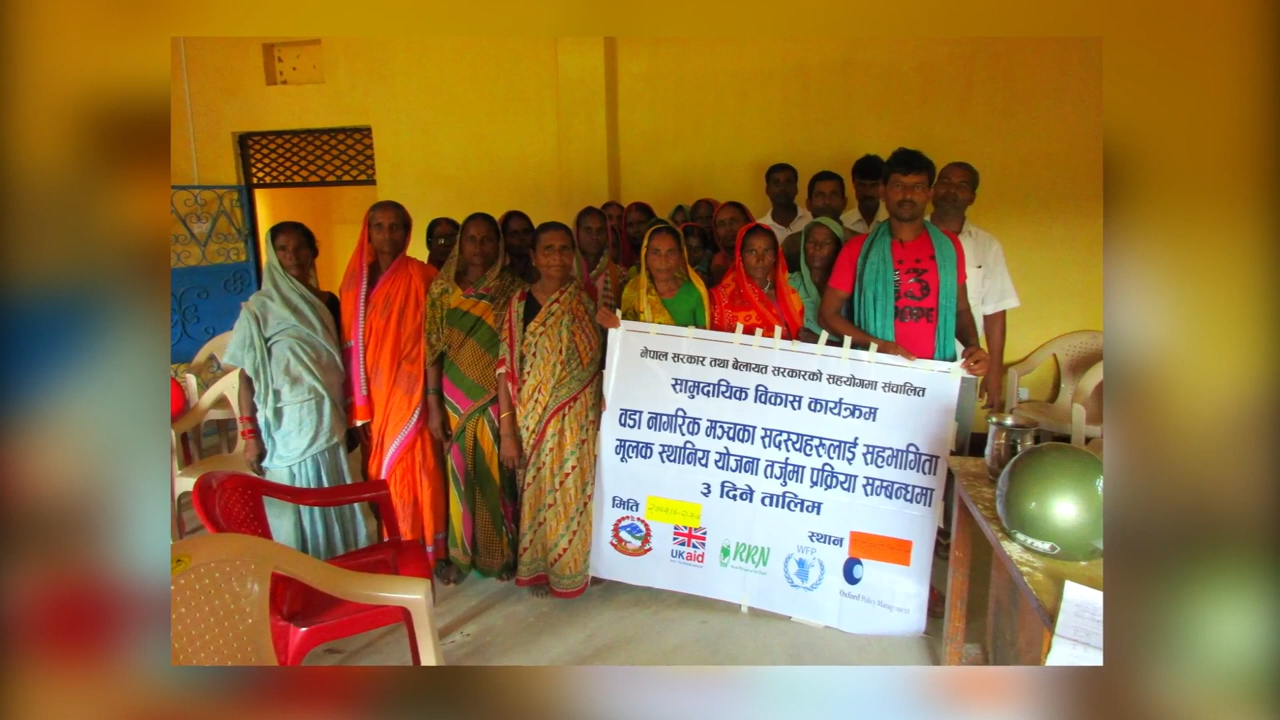 नेपाल सरकार तथा बेलायत सरकारको सहयोगमा संचालित
सामुदायिक विकास कार्यक्रम
वडा नागरिक मञ्चका सदस्यहरुलाई सहभागिता
मूलक स्थानिय योजना तर्जुमा प्रक्रिया सम्बन्धमा
३ दिने तालिम
मिति
स्थान
UKaid
RRN
WFP
Oxford Policy Management